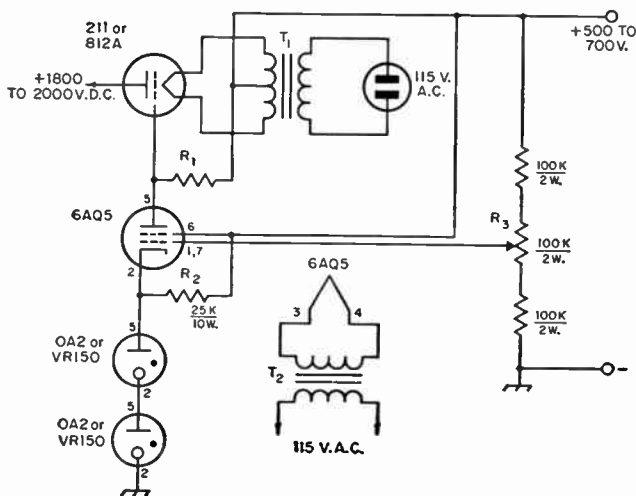 211 or
812A
+1800
TO 2000V.D.C.
T1
115 V.
A.C.
+500 TO
700V.
R1
5
6AQ5
6
1,7
2
R2
25K
10W.
100K
2W.
R3
100K
2W.
100K
2W.
6AQ5
3
4
T2
115 V.A.C.
5
OA2 or
VR150
2
5
OA2 or
VR150
2
-